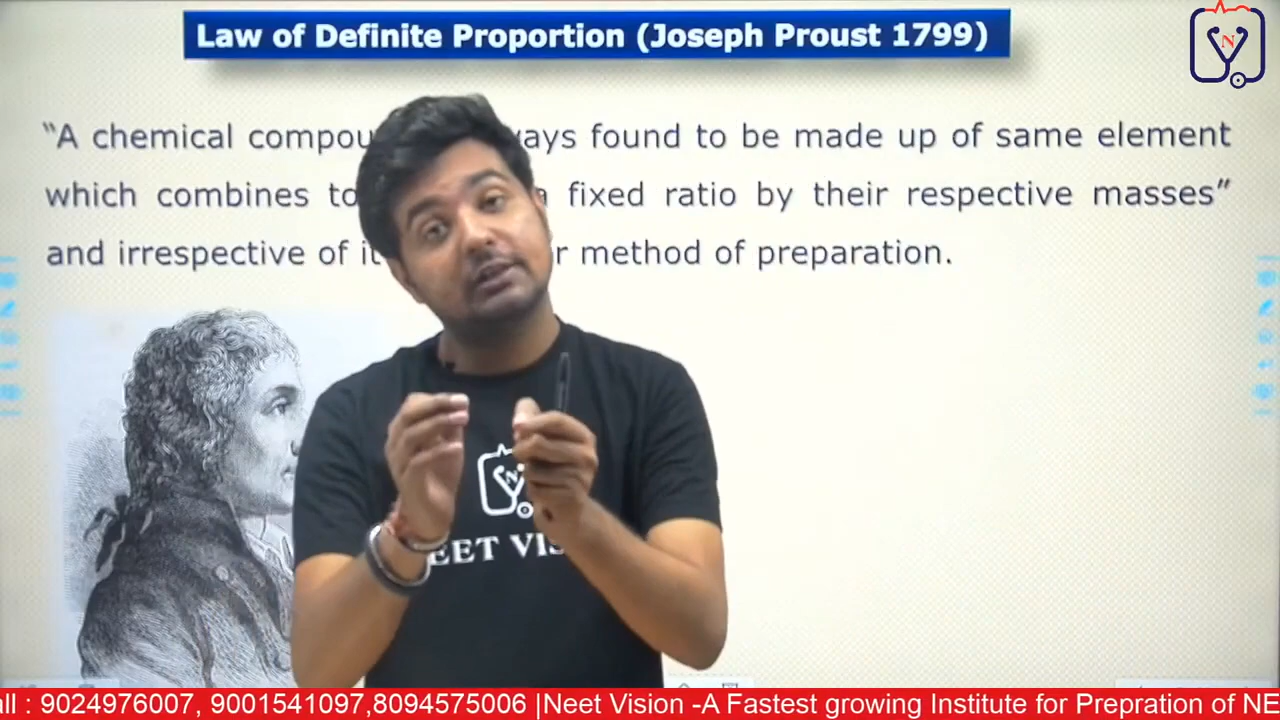 Law of Definite Proportion (Joseph Proust 1799)
N
"A chemical compou ays found to be made up of same element
which combines to a fixed ratio by their respective masses"
and irrespective of it r method of preparation.
N
EET VIS
all : 9024976007, 9001541097,8094575006 |Neet Vision -A Fastest growing Institute for Prepration of NE